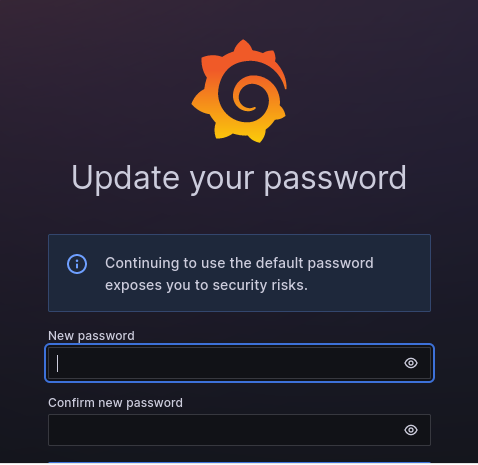 Update your password
Continuing to use the default password
exposes you to security risks.
New password
Confirm new password